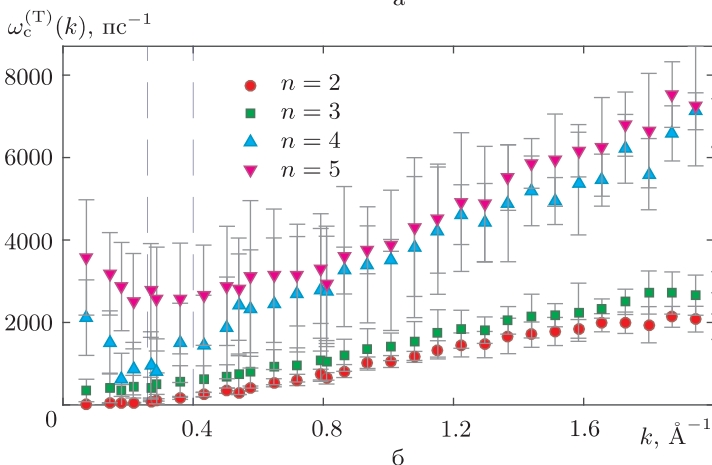 а
ω_c^(T)(k), пс⁻¹
8000
6000
4000
2000
0
n = 2
n = 3
n = 4
n = 5
0.4 0.8 1.2 1.6 k, Å⁻¹
б